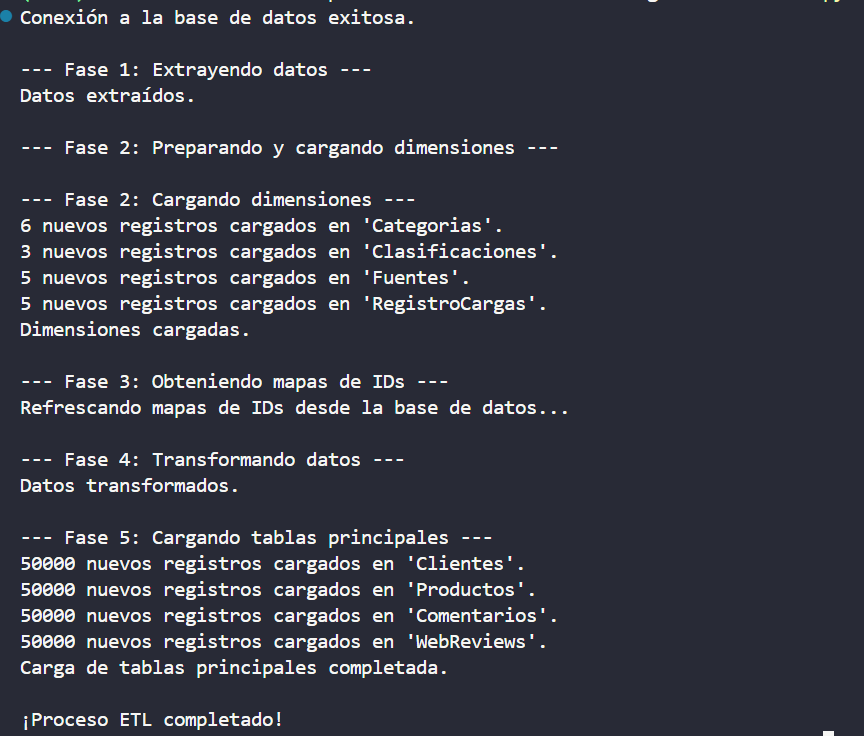 Conexión a la base de datos exitosa.
--- Fase 1: Extrayendo datos ---
Datos extraídos.
--- Fase 2: Preparando y cargando dimensiones ---
--- Fase 2: Cargando dimensiones ---
6 nuevos registros cargados en 'Categorias'.
3 nuevos registros cargados en 'Clasificaciones'.
5 nuevos registros cargados en 'Fuentes'.
5 nuevos registros cargados en 'RegistroCargas'.
Dimensiones cargadas.
--- Fase 3: Obteniendo mapas de IDs ---
Refrescando mapas de IDs desde la base de datos...
--- Fase 4: Transformando datos ---
Datos transformados.
--- Fase 5: Cargando tablas principales ---
50000 nuevos registros cargados en 'Clientes'.
50000 nuevos registros cargados en 'Productos'.
50000 nuevos registros cargados en 'Comentarios'.
50000 nuevos registros cargados en 'WebReviews'.
Carga de tablas principales completada.
¡Proceso ETL completado!